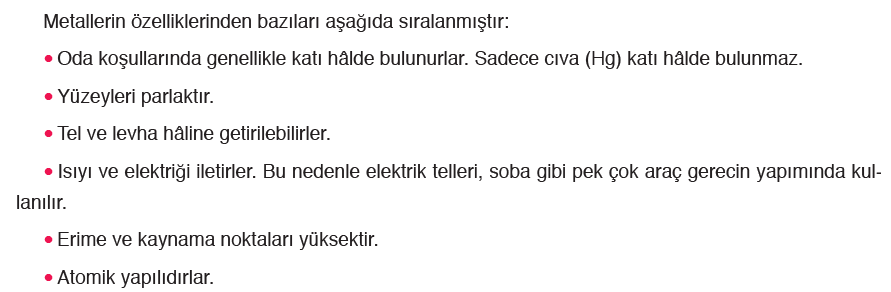 Metallerin özelliklerinden bazıları aşağıda sıralanmıştır:
• Oda koşullarında genellikle katı hâlde bulunurlar. Sadece cıva (Hg) katı hâlde bulunmaz.
• Yüzeyleri parlaktır.
• Tel ve levha hâline getirilebilirler.
• Isıyı ve elektriği iletirler. Bu nedenle elektrik telleri, soba gibi pek çok araç gerecin yapımında kul-
lanılır.
• Erime ve kaynama noktaları yüksektir.
• Atomik yapılıdırlar.